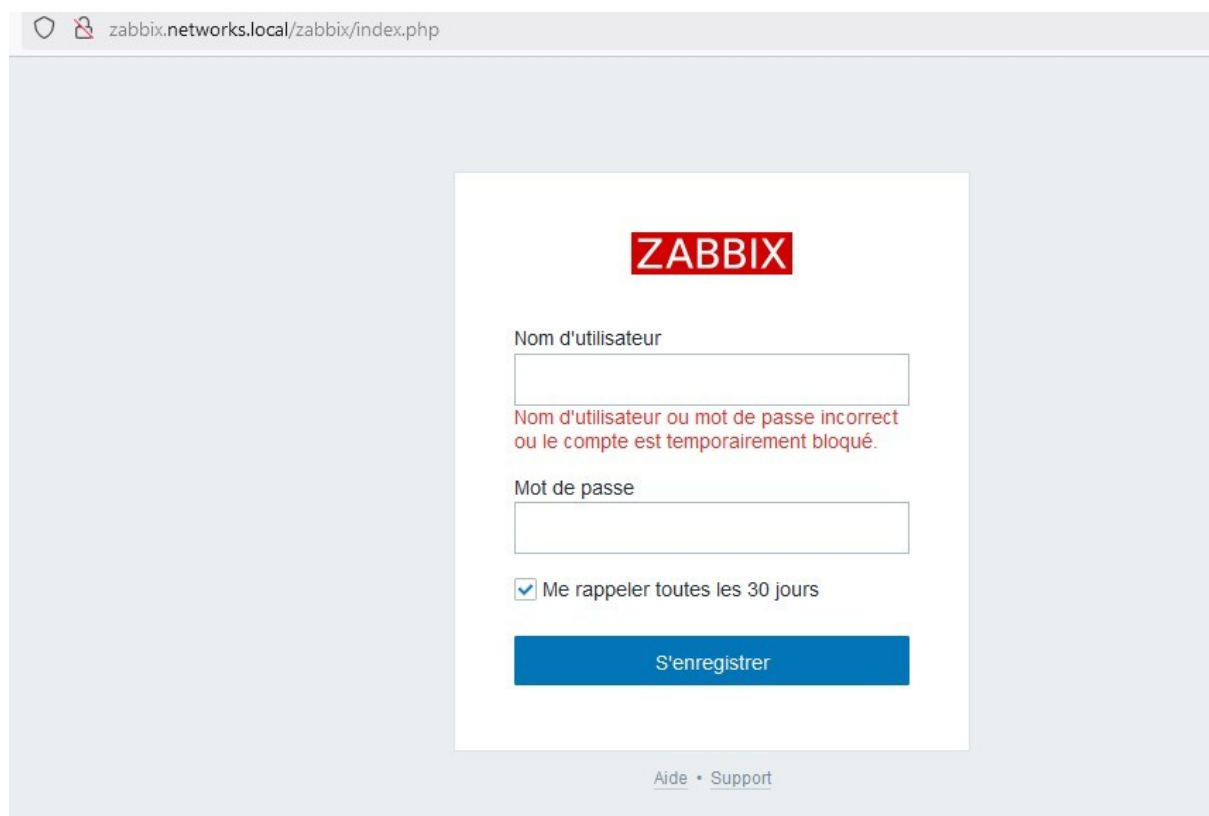 zabbix.networks.local/zabbix/index.php
ZABBIX
Nom d'utilisateur
Nom d'utilisateur ou mot de passe incorrect
ou le compte est temporairement bloqué.
Mot de passe
Me rappeler toutes les 30 jours
S'enregistrer
Aide • Support